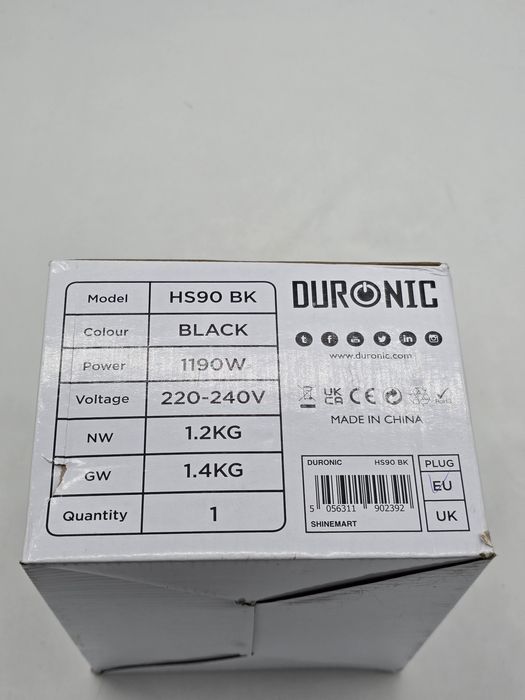 Model HS90 BK
Colour BLACK
Power 1190W
Voltage 220-240V
NW 1.2KG
GW 1.4KG
Quantity 1
DURONIC
www.duronic.com
UK CA CE
MADE IN CHINA
DURONIC HS90 BK
5 056311 902392
SHINEMART
PLUG
EU
UK